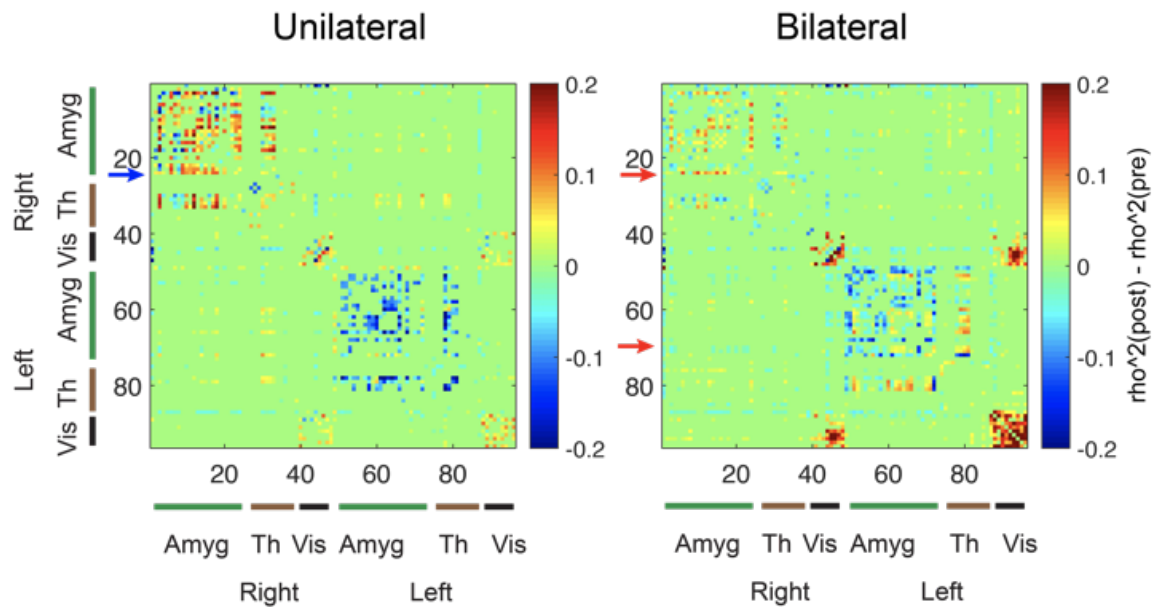 Unilateral
Bilateral
Right
Left
Amyg
Th
Vis
Amyg
Th
Vis
20
40
60
80
20
40
60
80
0.2
0.1
0
-0.1
-0.2
20
40
60
80
20
40
60
80
0.2
0.1
0
-0.1
-0.2
rho^2(post) - rho^2(pre)
Amyg Th Vis Amyg Th Vis
Right Left
Amyg Th Vis Amyg Th Vis
Right Left